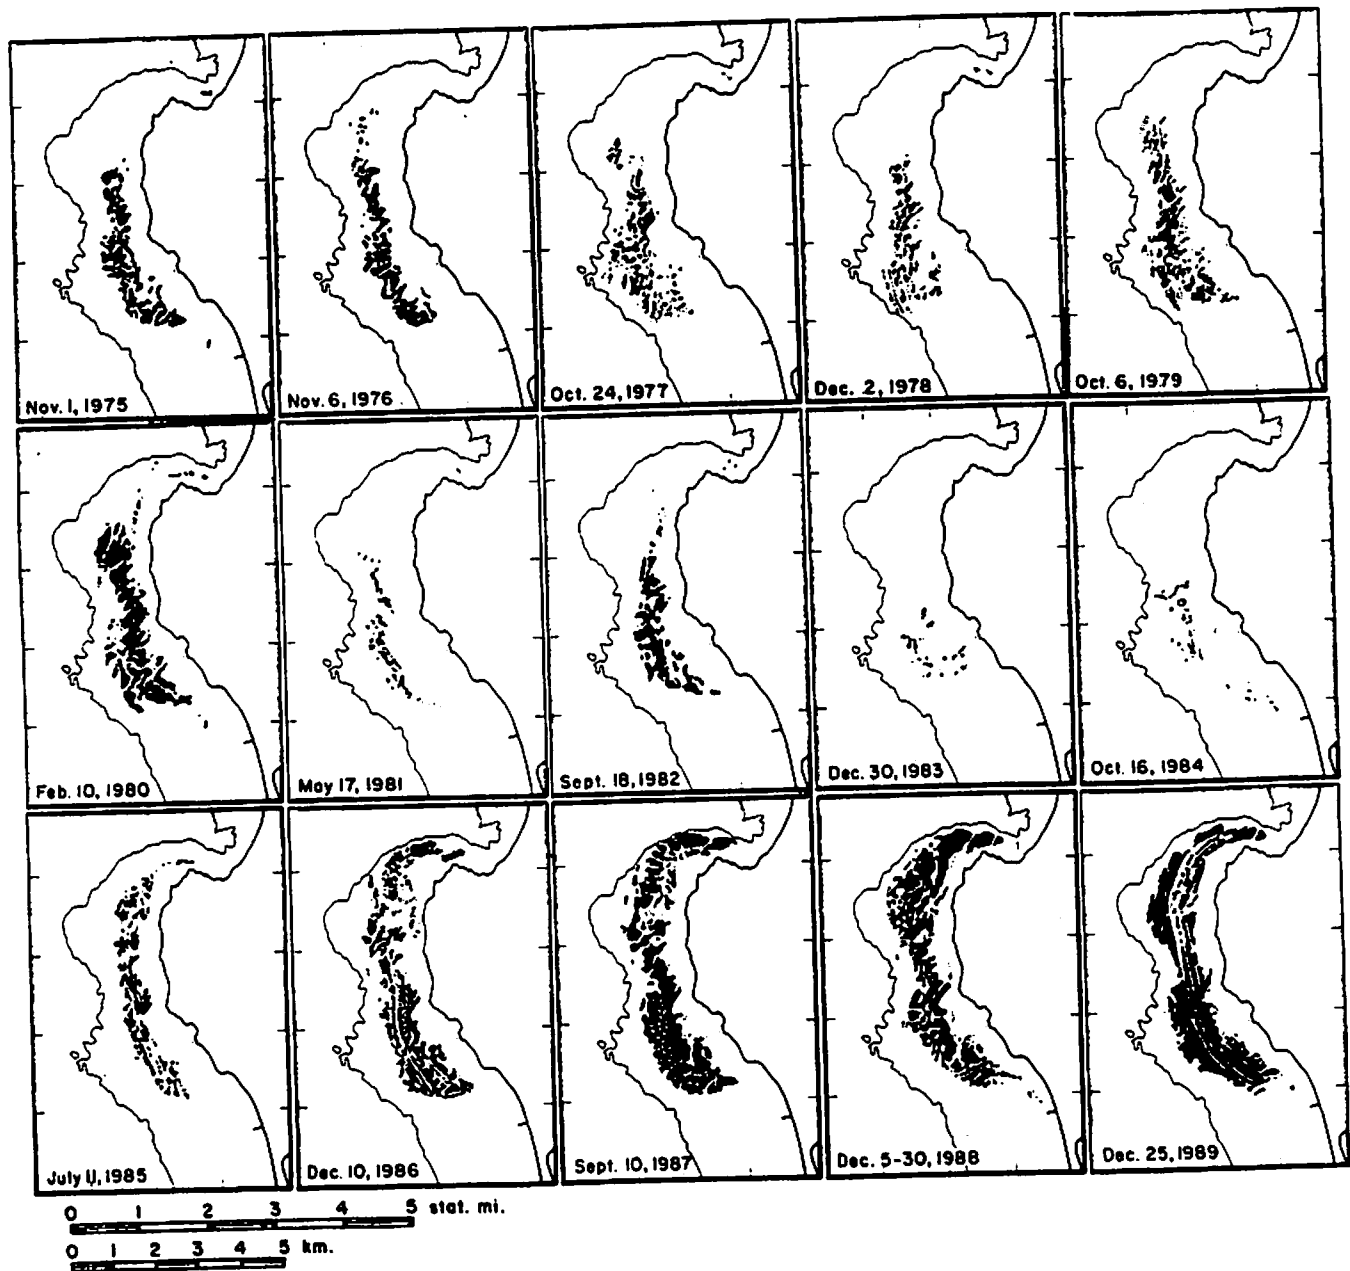 Nov. 1, 1975
Nov. 6, 1976
Oct. 24, 1977
Dec. 2, 1978
Oct. 6, 1979
Feb. 10, 1980
May 17, 1981
Sept. 18, 1982
Dec. 30, 1983
Oct. 16, 1984
July 11, 1985
Dec. 10, 1986
Sept. 10, 1987
Dec. 5-30, 1988
Dec. 25, 1989
0 1 2 3 4 5 stat. mi.
0 1 2 3 4 5 km.